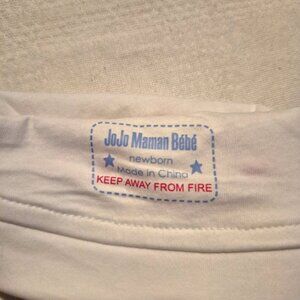 JoJo Maman Bébé
newborn
Made in China
KEEP AWAY FROM FIRE